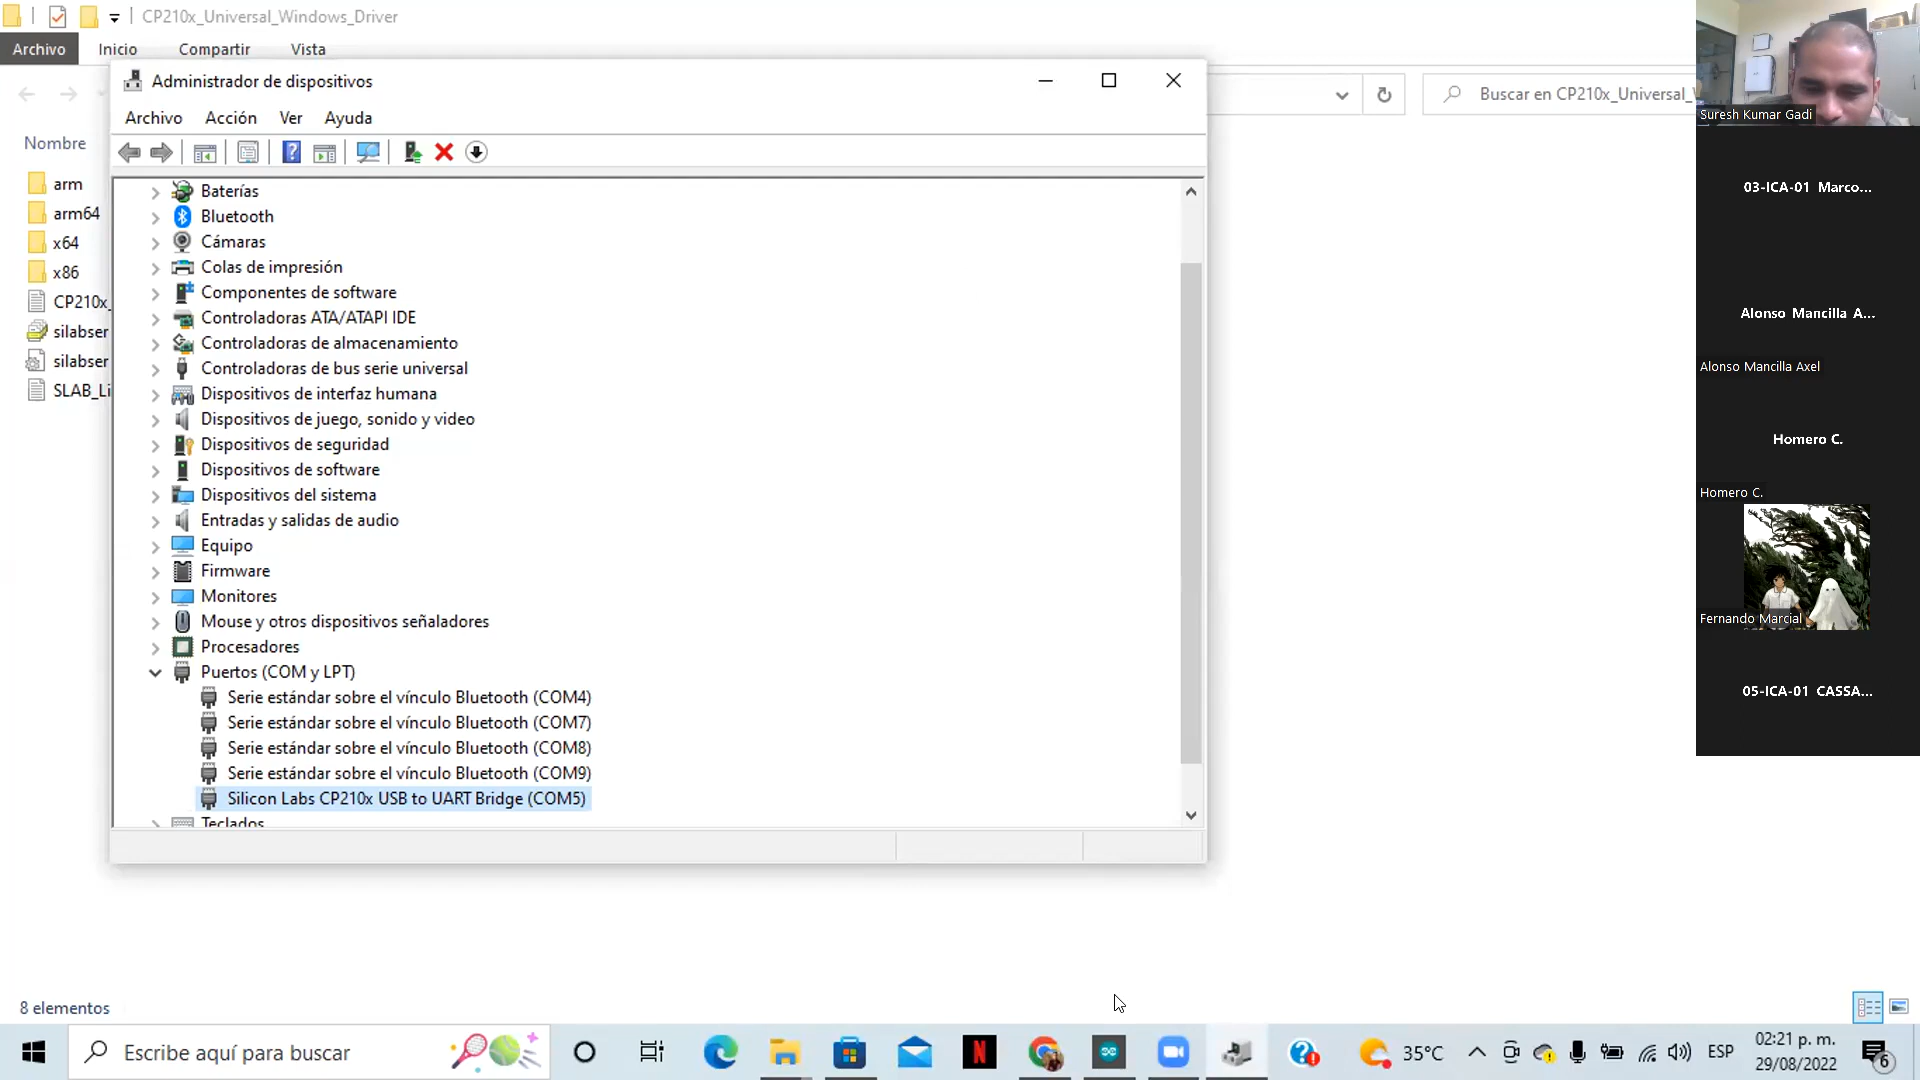 CP210x_Universal_Windows_Driver
Archivo
Inicio
Compartir
Vista
Buscar en CP210x_Universal_
Nombre
arm
arm64
x64
x86
CP210x_
silabser
silabser
SLAB_Li
8 elementos
Administrador de dispositivos
Archivo
Acción
Ver
Ayuda
Baterías
Bluetooth
Cámaras
Colas de impresión
Componentes de software
Controladoras ATA/ATAPI IDE
Controladoras de almacenamiento
Controladoras de bus serie universal
Dispositivos de interfaz humana
Dispositivos de juego, sonido y video
Dispositivos de seguridad
Dispositivos de software
Dispositivos del sistema
Entradas y salidas de audio
Equipo
Firmware
Monitores
Mouse y otros dispositivos señaladores
Procesadores
Puertos (COM y LPT)
Serie estándar sobre el vínculo Bluetooth (COM4)
Serie estándar sobre el vínculo Bluetooth (COM7)
Serie estándar sobre el vínculo Bluetooth (COM8)
Serie estándar sobre el vínculo Bluetooth (COM9)
Silicon Labs CP210x USB to UART Bridge (COM5)
Teclados
Suresh Kumar Gadi
03-ICA-01 Marco...
Alonso Mancilla A...
Alonso Mancilla Axel
Homero C.
Homero C.
Fernando Marcial
05-ICA-01 CASSA...
Escribe aquí para buscar
35°C
ESP
02:21 p. m.
29/08/2022
6